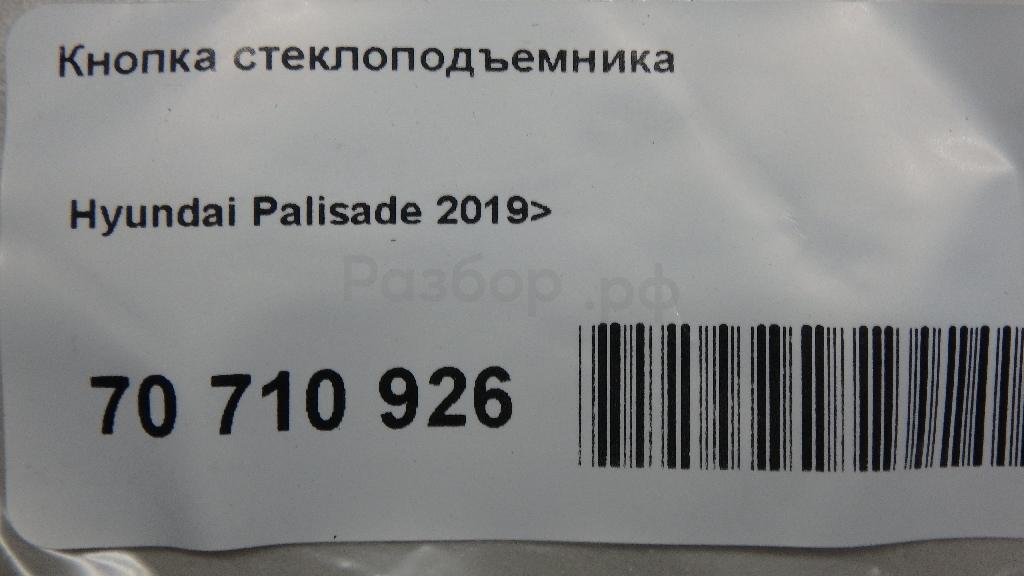 Кнопка стеклоподъемника
Hyundai Palisade 2019>
Разбор.рф
70 710 926